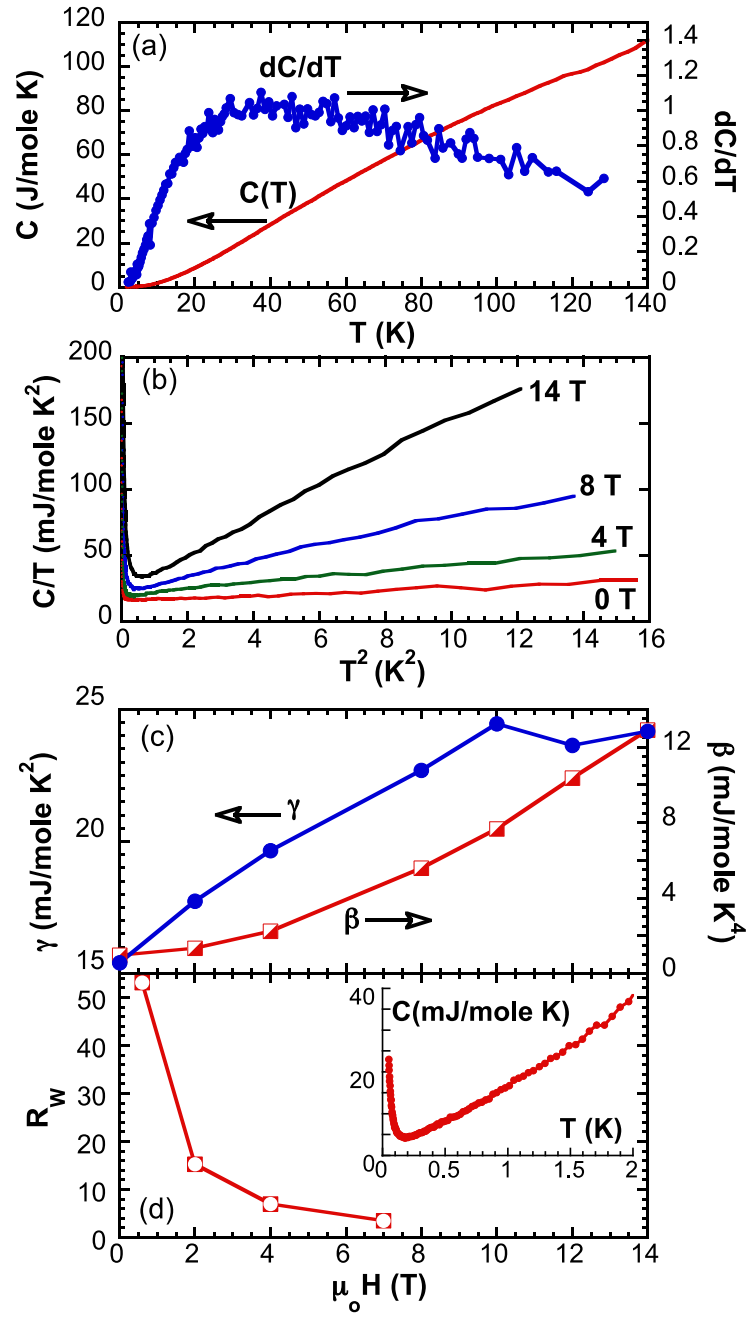 (a)
dC/dT
C(T)
C (J/mole K)
dC/dT
120
100
80
60
40
20
0
1.4
1.2
1
0.8
0.6
0.4
0.2
0
0 20 40 60 80 100 120 140
T (K)
(b)
14 T
8 T
4 T
0 T
C/T (mJ/mole K²)
200
150
100
50
0
0 2 4 6 8 10 12 14 16
T² (K²)
(c)
γ
β
γ (mJ/mole K²)
25
20
15
β (mJ/mole K⁴)
12
8
4
0
(d)
R_W
50
40
30
20
10
0
C(mJ/mole K)
40
20
0
T (K)
0 0.5 1 1.5 2
0 2 4 6 8 10 12 14
μ₀H (T)